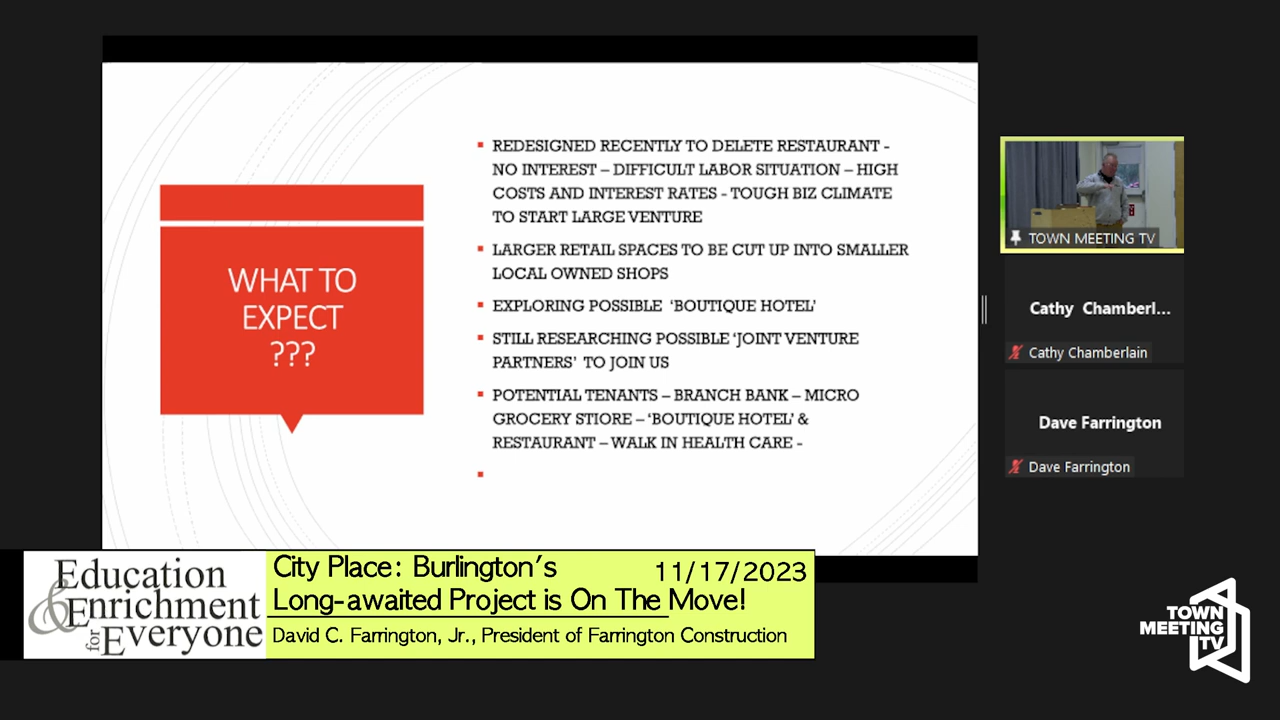 WHAT TO
EXPECT
???
REDESIGNED RECENTLY TO DELETE RESTAURANT -
NO INTEREST – DIFFICULT LABOR SITUATION – HIGH
COSTS AND INTEREST RATES - TOUGH BIZ CLIMATE
TO START LARGE VENTURE
LARGER RETAIL SPACES TO BE CUT UP INTO SMALLER
LOCAL OWNED SHOPS
EXPLORING POSSIBLE 'BOUTIQUE HOTEL'
STILL RESEARCHING POSSIBLE 'JOINT VENTURE
PARTNERS' TO JOIN US
POTENTIAL TENANTS – BRANCH BANK – MICRO
GROCERY STIORE – 'BOUTIQUE HOTEL' &
RESTAURANT – WALK IN HEALTH CARE -
TOWN MEETING TV
Cathy Chamberl...
Cathy Chamberlain
Dave Farrington
Dave Farrington
Education
& Enrichment
for Everyone
City Place: Burlington's
11/17/2023
Long-awaited Project is On The Move!
David C. Farrington, Jr., President of Farrington Construction
TOWN
MEETING
TV